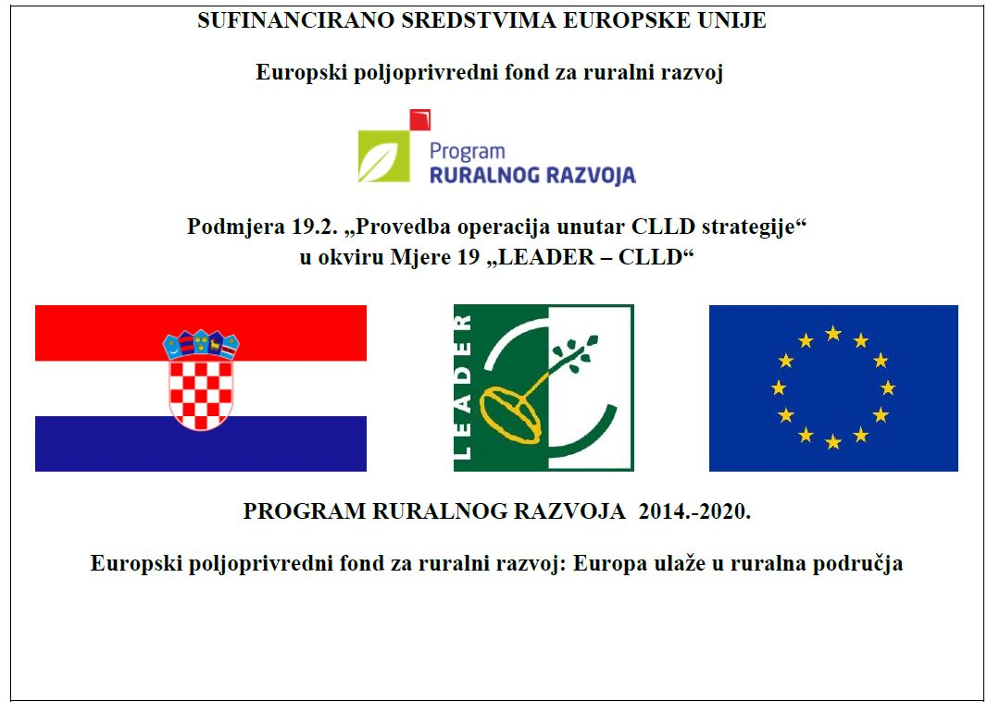 SUFINANCIRANO SREDSTVIMA EUROPSKE UNIJE
Europski poljoprivredni fond za ruralni razvoj
Program
RURALNOG RAZVOJA
Podmjera 19.2. „Provedba operacija unutar CLLD strategije“
u okviru Mjere 19 „LEADER – CLLD“
LEADER
PROGRAM RURALNOG RAZVOJA 2014.-2020.
Europski poljoprivredni fond za ruralni razvoj: Europa ulaže u ruralna područja